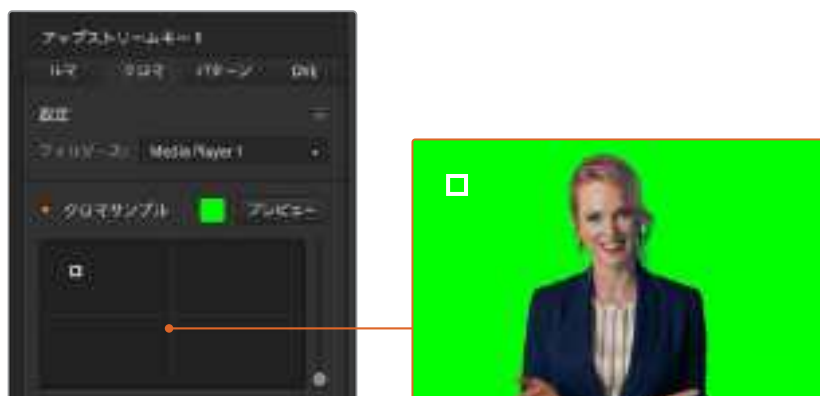 アップストリームキー 1
ルマ クロマ パターン DVE
設定
フィルソース: Media Player 1
クロマサンプル プレビュー